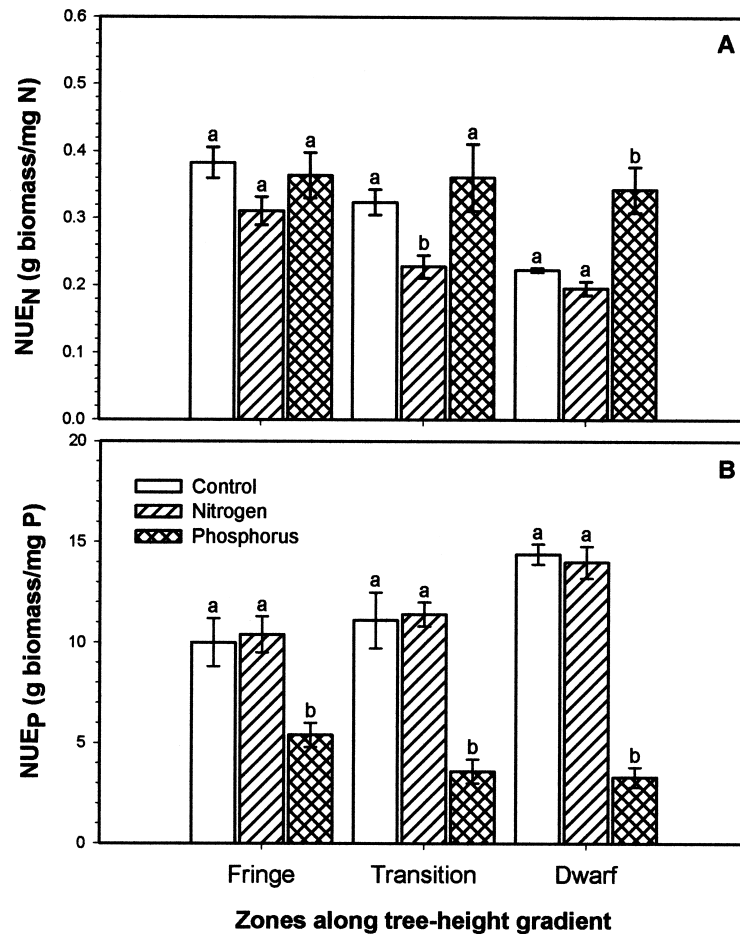 0.6
A
0.5
0.4
0.3
0.2
0.1
0.0
NUEN (g biomass/mg N)
a a a
a b a
a a b
20
B
15
10
5
0
NUEP (g biomass/mg P)
Control
Nitrogen
Phosphorus
a a b
a a b
a a b
Fringe Transition Dwarf
Zones along tree-height gradient